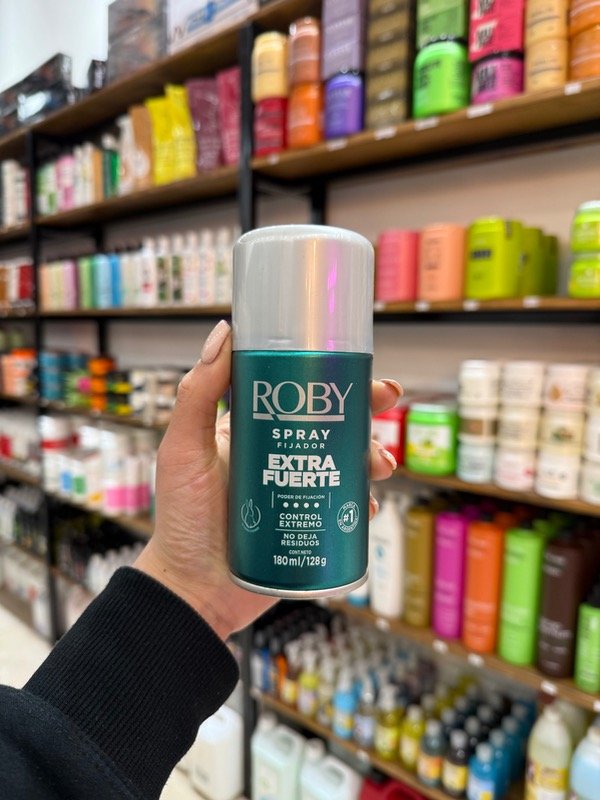 ROBY
SPRAY
FIJADOR
EXTRA
FUERTE
PODER DE FIJACIÓN
CONTROL
EXTREMO
#1
NO DEJA
RESIDUOS
CONT. NETO
180 ml/128 g